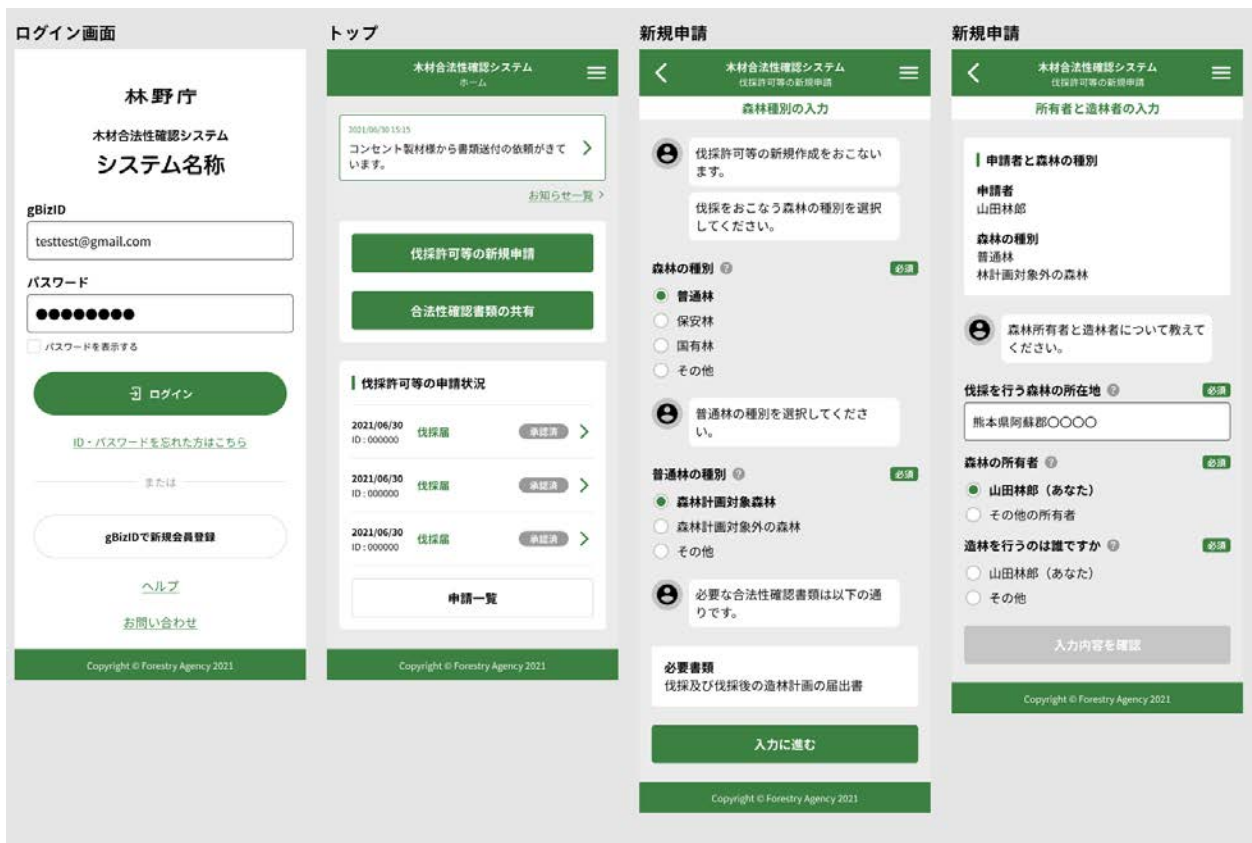 ログイン画面
林野庁
木材合法性確認システム
システム名称
gBizID
testtest@gmail.com
パスワード
●●●●●●●●
パスワードを表示する
ログイン
ID・パスワードを忘れた方はこちら
または
gBizIDで新規会員登録
ヘルプ
お問い合わせ
Copyright © Forestry Agency 2021
トップ
木材合法性確認システム
ホーム
2021/06/30 15:15
コンセント製材様から書類送付の依頼がきて
います。
お知らせ一覧
伐採許可等の新規申請
合法性確認書類の共有
伐採許可等の申請状況
2021/06/30
ID : 000000
伐採届
承認済
2021/06/30
ID : 000000
伐採届
承認済
2021/06/30
ID : 000000
伐採届
承認済
申請一覧
Copyright © Forestry Agency 2021
新規申請
木材合法性確認システム
伐採許可等の新規申請
森林種別の入力
伐採許可等の新規作成をおこない
ます。
伐採をおこなう森林の種別を選択
してください。
森林の種別 ?
必須
普通林
保安林
国有林
その他
普通林の種別を選択してくださ
い。
普通林の種別 ?
必須
森林計画対象森林
森林計画対象外の森林
その他
必要な合法性確認書類は以下の通
りです。
必要書類
伐採及び伐採後の造林計画の届出書
入力に進む
Copyright © Forestry Agency 2021
新規申請
木材合法性確認システム
伐採許可等の新規申請
所有者と造林者の入力
申請者と森林の種別
申請者
山田林郎
森林の種別
普通林
林計画対象外の森林
森林所有者と造林者について教えて
ください。
伐採を行う森林の所在地 ?
必須
熊本県阿蘇郡〇〇〇〇
森林の所有者 ?
必須
山田林郎（あなた）
その他の所有者
造林を行うのは誰ですか ?
必須
山田林郎（あなた）
その他
入力内容を確認
Copyright © Forestry Agency 2021